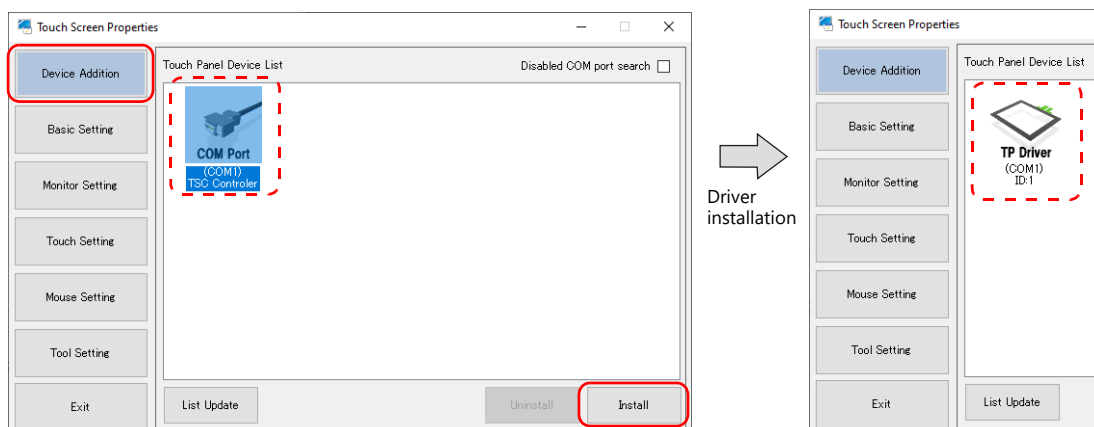 Touch Screen Properties
Device Addition
Basic Setting
Monitor Setting
Touch Setting
Mouse Setting
Tool Setting
Exit
Touch Panel Device List
Disabled COM port search
COM Port
(COM1)
TSC Controler
List Update
Uninstall
Install
Driver
installation
Touch Screen Properties
Device Addition
Basic Setting
Monitor Setting
Touch Setting
Mouse Setting
Tool Setting
Exit
Touch Panel Device List
TP Driver
(COM1)
ID:1
List Update